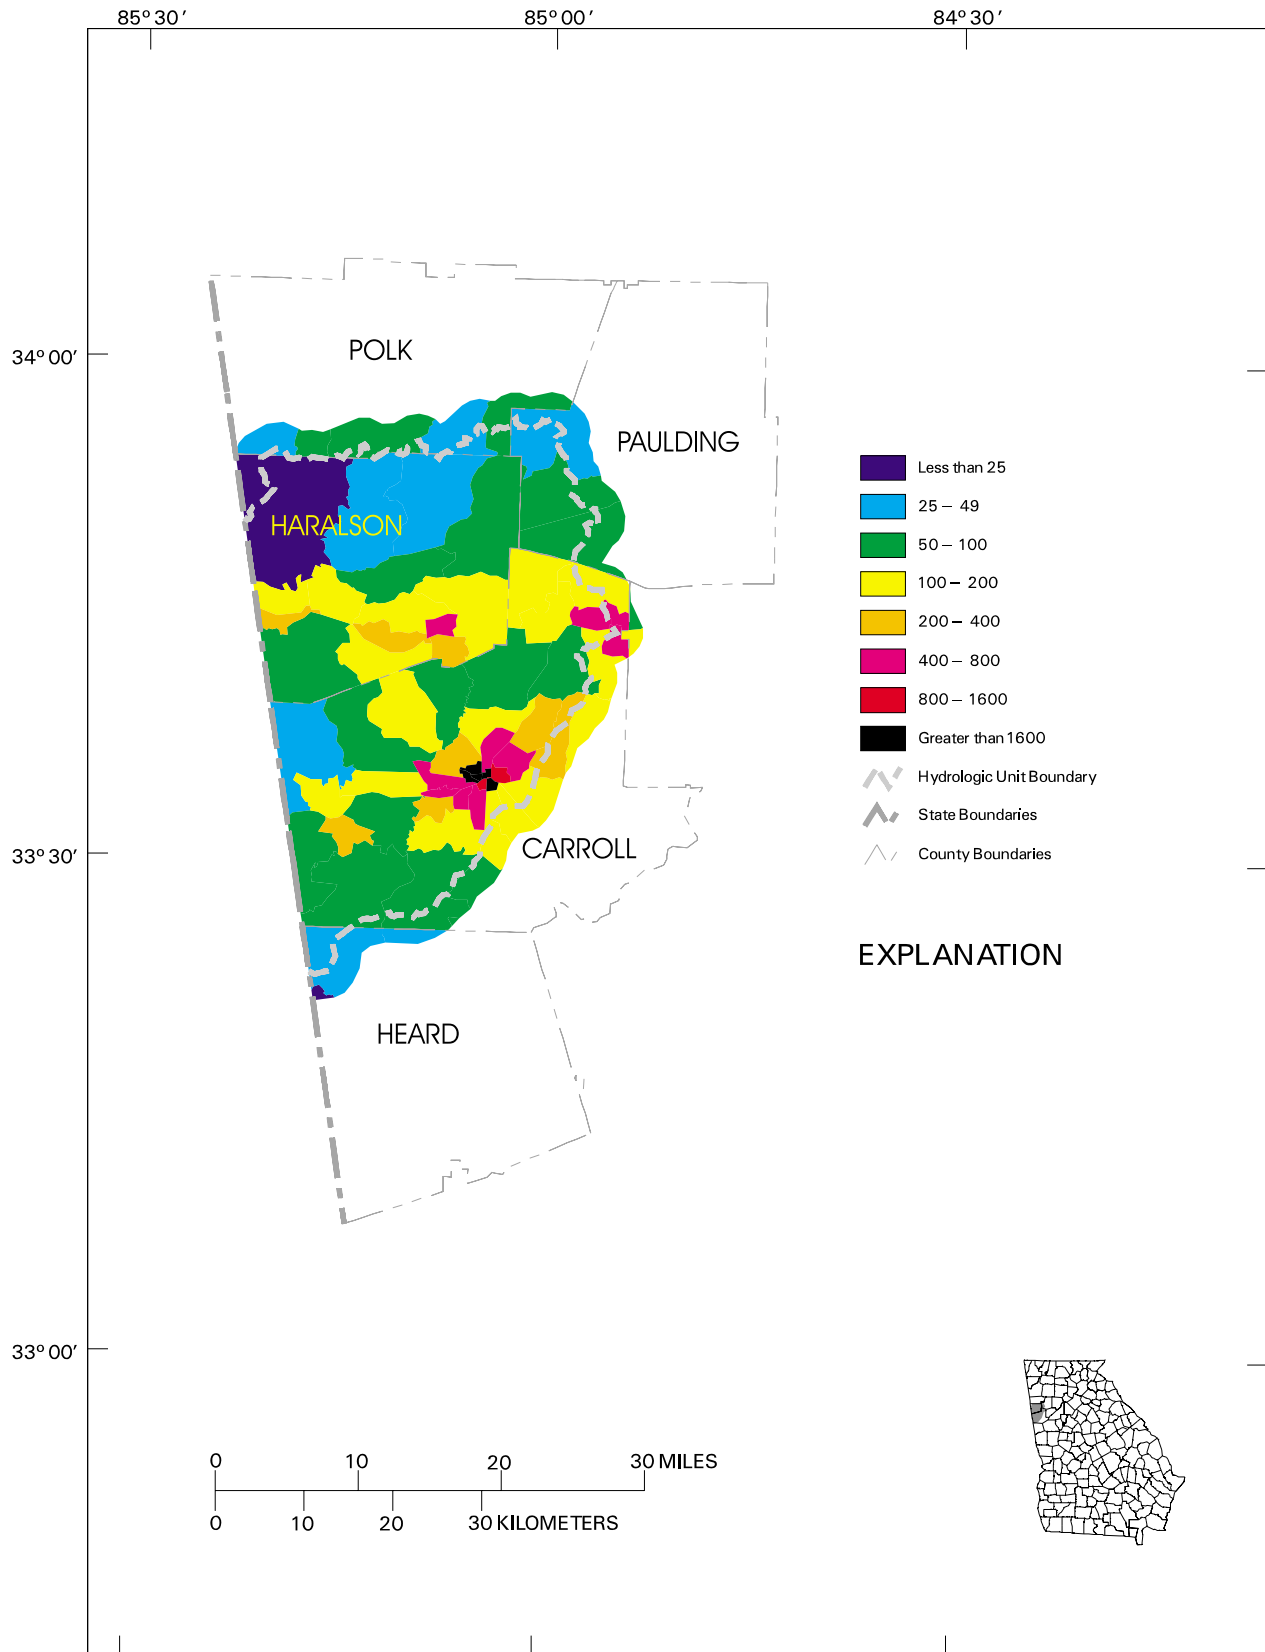 85° 30′ 85° 00′ 84° 30′
34° 00′
33° 30′
33° 00′
POLK
PAULDING
HARALSON
CARROLL
HEARD
Less than 25
25 – 49
50 – 100
100 – 200
200 – 400
400 – 800
800 – 1600
Greater than 1600
Hydrologic Unit Boundary
State Boundaries
County Boundaries
EXPLANATION
0 10 20 30 MILES
0 10 20 30 KILOMETERS